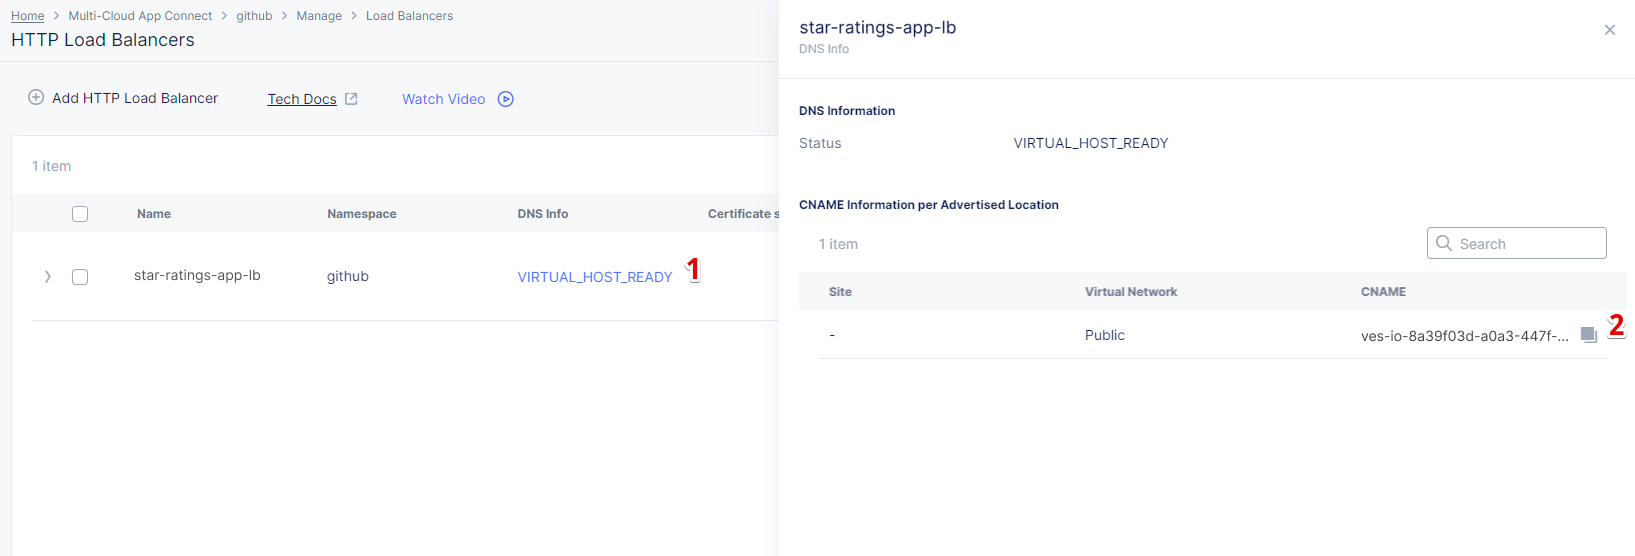 Home > Multi-Cloud App Connect > github > Manage > Load Balancers
HTTP Load Balancers
Add HTTP Load Balancer Tech Docs Watch Video
1 item
Name Namespace DNS Info Certificate s
star-ratings-app-lb github VIRTUAL_HOST_READY 1
star-ratings-app-lb
DNS Info
DNS Information
Status VIRTUAL_HOST_READY
CNAME Information per Advertised Location
1 item Search
Site Virtual Network CNAME
- Public ves-io-8a39f03d-a0a3-447f-... 2